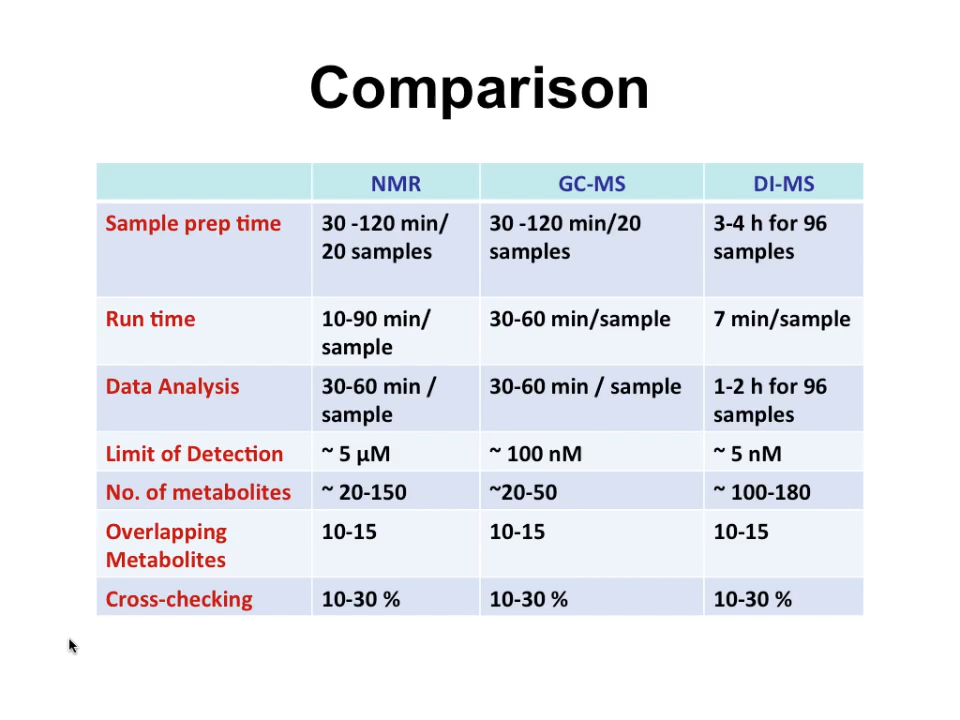 Comparison
NMR GC-MS DI-MS
Sample prep time 30 -120 min/ 30 -120 min/20 3-4 h for 96
20 samples samples samples
Run time 10-90 min/ 30-60 min/sample 7 min/sample
sample
Data Analysis 30-60 min / 30-60 min / sample 1-2 h for 96
sample samples
Limit of Detection ~ 5 µM ~ 100 nM ~ 5 nM
No. of metabolites ~ 20-150 ~20-50 ~ 100-180
Overlapping 10-15 10-15 10-15
Metabolites
Cross-checking 10-30 % 10-30 % 10-30 %